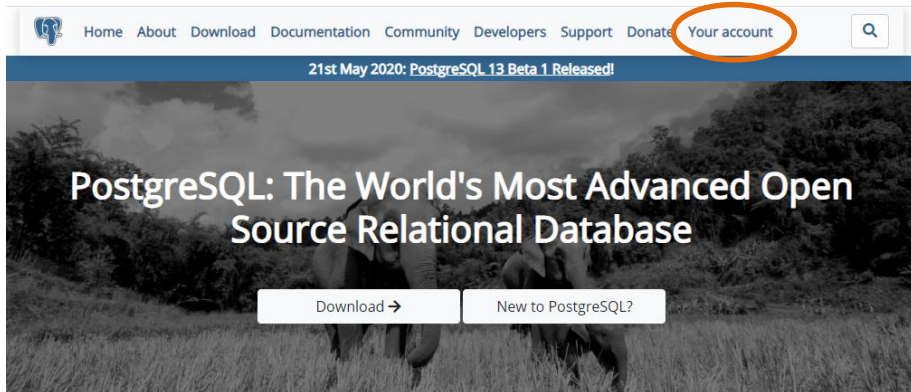 Home About Download Documentation Community Developers Support Donate Your account
21st May 2020: PostgreSQL 13 Beta 1 Released!
PostgreSQL: The World's Most Advanced Open
Source Relational Database
Download → New to PostgreSQL?